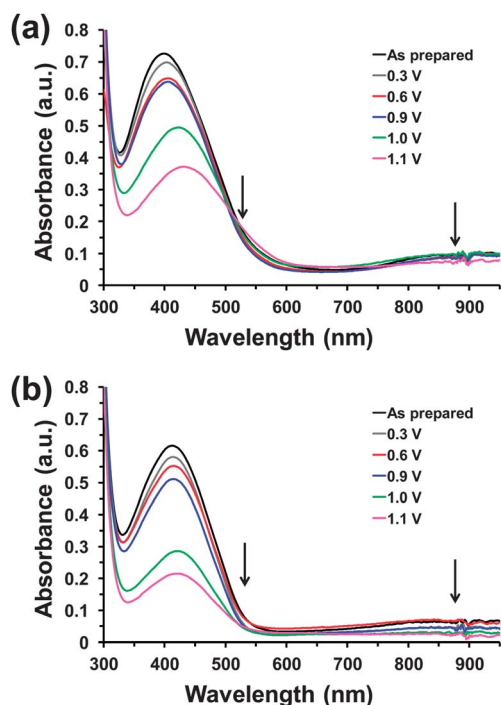 (a)
0.8
0.7
0.6
0.5
0.4
0.3
0.2
0.1
0
Absorbance (a.u.)
As prepared
0.3 V
0.6 V
0.9 V
1.0 V
1.1 V
300 400 500 600 700 800 900
Wavelength (nm)
(b)
0.8
0.7
0.6
0.5
0.4
0.3
0.2
0.1
0
Absorbance (a.u.)
As prepared
0.3 V
0.6 V
0.9 V
1.0 V
1.1 V
300 400 500 600 700 800 900
Wavelength (nm)